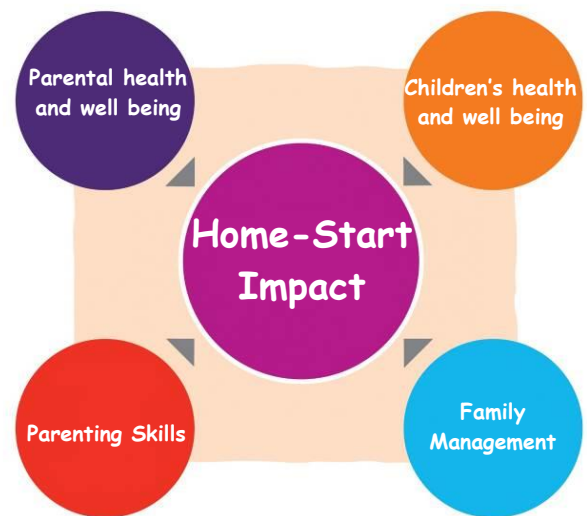 Parental health
and well being
Children's health
and well being
Home-Start
Impact
Parenting Skills
Family
Management